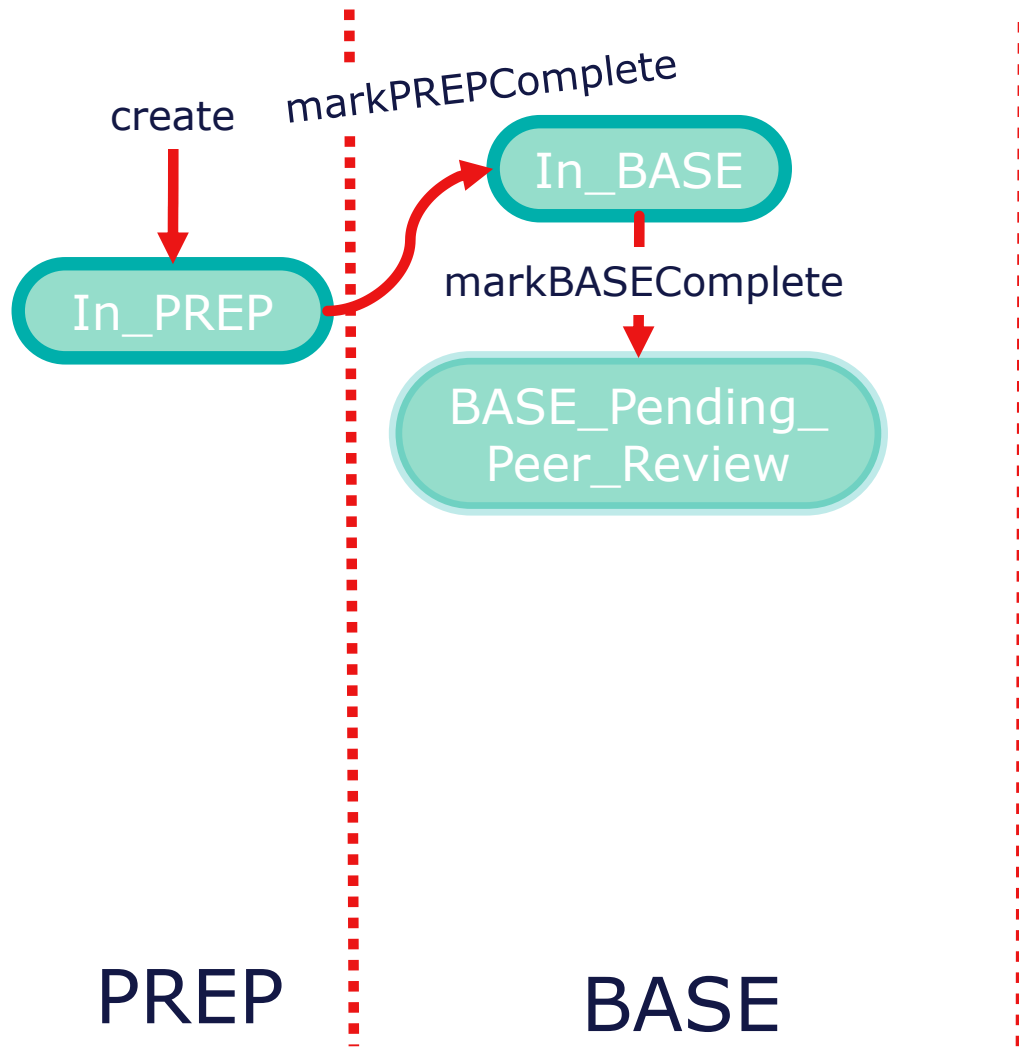 markPREPComplete
create
In_BASE
markBASEComplete
In_PREP
BASE_Pending_
Peer_Review
PREP
BASE